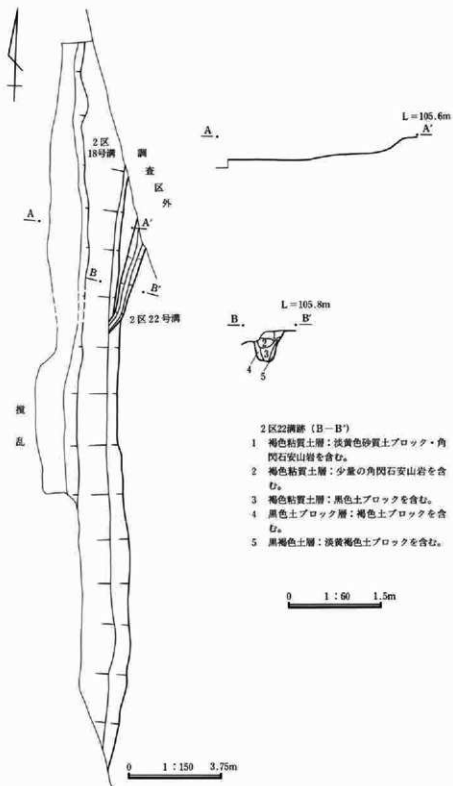 2区
18号溝
調
査
区
外
A
A'
B
B'
2区22号溝
攪
乱
0 1:150 3.75m
L=105.6m
A
A'
L=105.8m
B
B'
2
3
4
5
2区22溝跡（B－B'）
1 褐色粘質土層：淡黄色砂質土ブロック・角
閃石安山岩を含む。
2 褐色粘質土層：少量の角閃石安山岩を含
む。
3 褐色粘質土層：黒色土ブロックを含む。
4 黒色土ブロック層：褐色土ブロックを含
む。
5 黒褐色土層：淡黄褐色土ブロックを含む。
0 1:60 1.5m